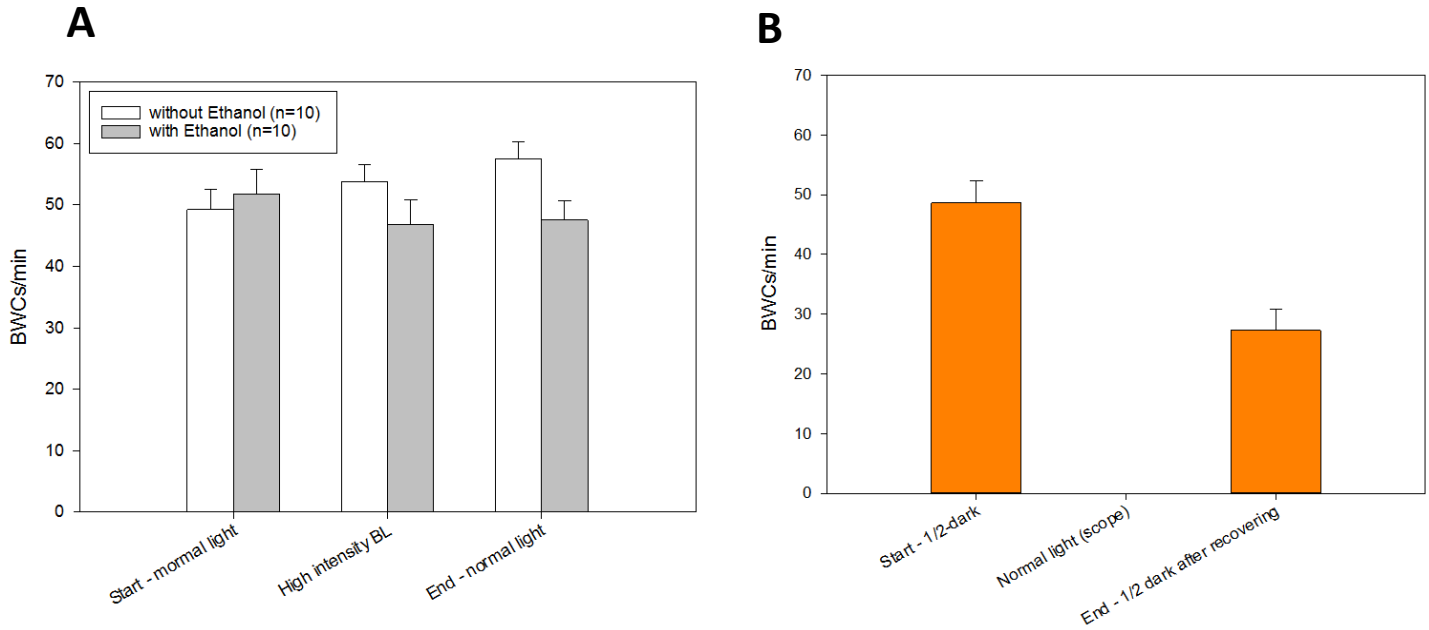 A
70
60
50
40
30
20
10
0
BWCs/min
without Ethanol (n=10)
with Ethanol (n=10)
Start - mormal light
High intensity BL
End - normal light
B
70
60
50
40
30
20
10
0
BWCs/min
Start - 1/2-dark
Normal light (scope)
End - 1/2 dark after recovering